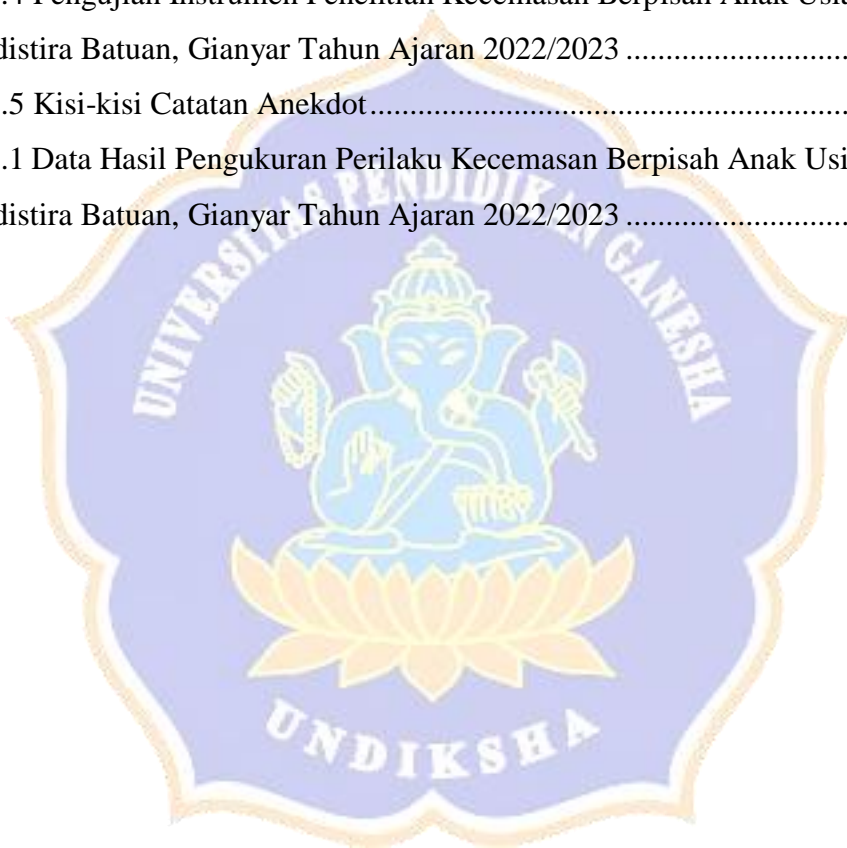 .4 Pengujian Instrumen Penelitian Kecemasan Berpisah Anak Usia
distira Batuan, Gianyar Tahun Ajaran 2022/2023 ..........................
.5 Kisi-kisi Catatan Anekdot.................................................................
.1 Data Hasil Pengukuran Perilaku Kecemasan Berpisah Anak Usi
distira Batuan, Gianyar Tahun Ajaran 2022/2023 ..........................
UNIVERSITAS PENDIDIKAN GANESHA
UNDIKSHA